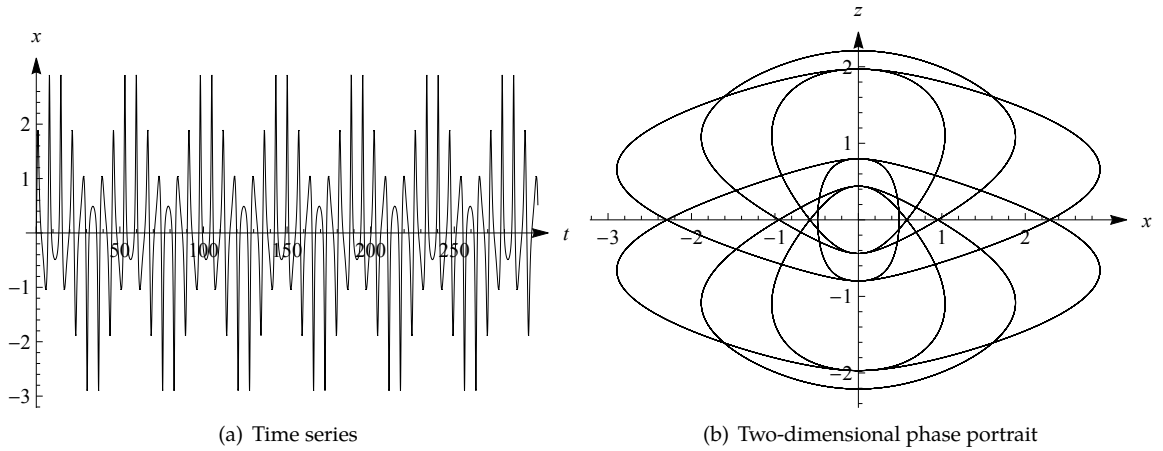 x
2
1
−1
−2
−3
50 100 150 200 250
t
z
2
1
−1
−2
−3 −2 −1 1 2
x
(a) Time series
(b) Two-dimensional phase portrait